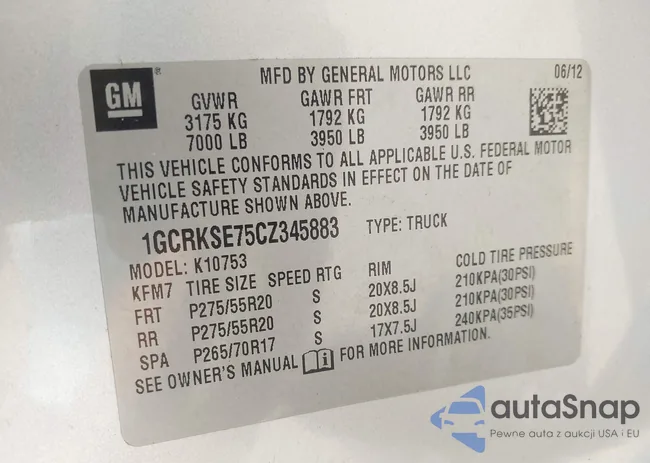 GM
MFD BY GENERAL MOTORS LLC 06/12
GVWR GAWR FRT GAWR RR
3175 KG 1792 KG 1792 KG
7000 LB 3950 LB 3950 LB
THIS VEHICLE CONFORMS TO ALL APPLICABLE U.S. FEDERAL MOTOR
VEHICLE SAFETY STANDARDS IN EFFECT ON THE DATE OF
MANUFACTURE SHOWN ABOVE.
1GCRKSE75CZ345883 TYPE: TRUCK
MODEL: K10753
KFM7 TIRE SIZE SPEED RTG RIM COLD TIRE PRESSURE
FRT P275/55R20 S 20X8.5J 210KPA(30PSI)
RR P275/55R20 S 20X8.5J 210KPA(30PSI)
SPA P265/70R17 S 17X7.5J 240KPA(35PSI)
SEE OWNER'S MANUAL i FOR MORE INFORMATION.
autaSnap
Pewne auta z aukcji USA i EU